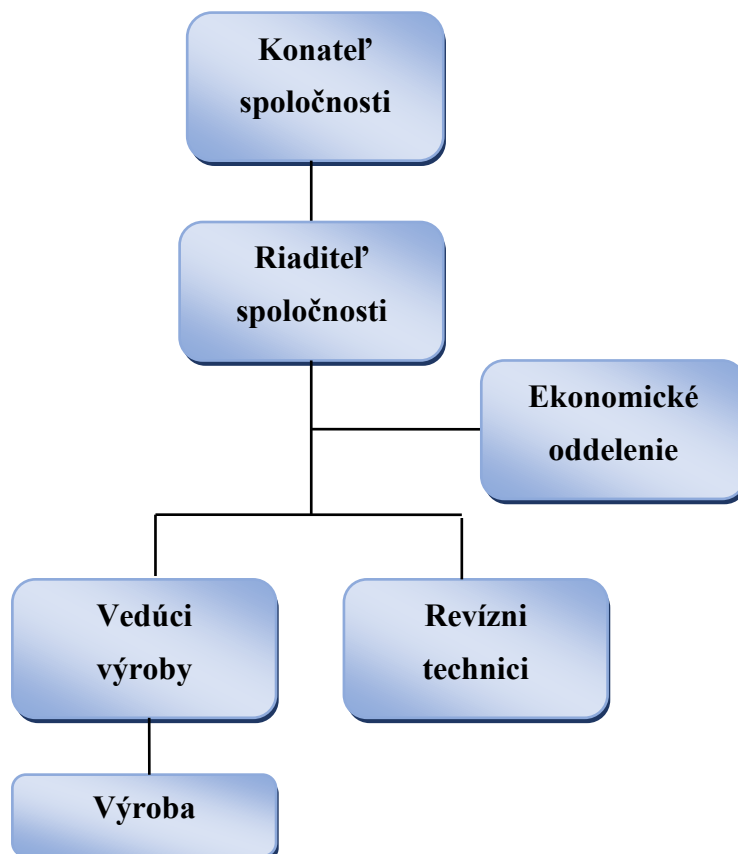 Konateľ
spoločnosti
Riaditeľ
spoločnosti
Ekonomické
oddelenie
Vedúci
výroby
Revízni
technici
Výroba